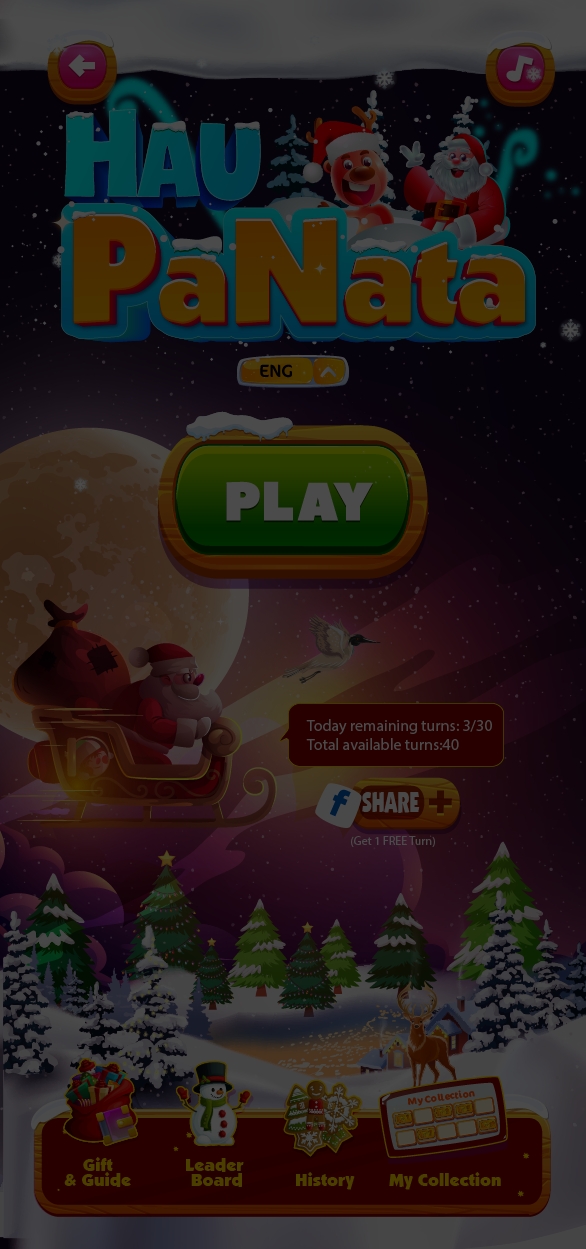 HAU
PaNata
ENG
PLAY
Today remaining turns: 3/30
Total available turns:40
f SHARE +
(Get 1 FREE Turn)
My Collection
Gift
& Guide
Leader
Board
History
My Collection